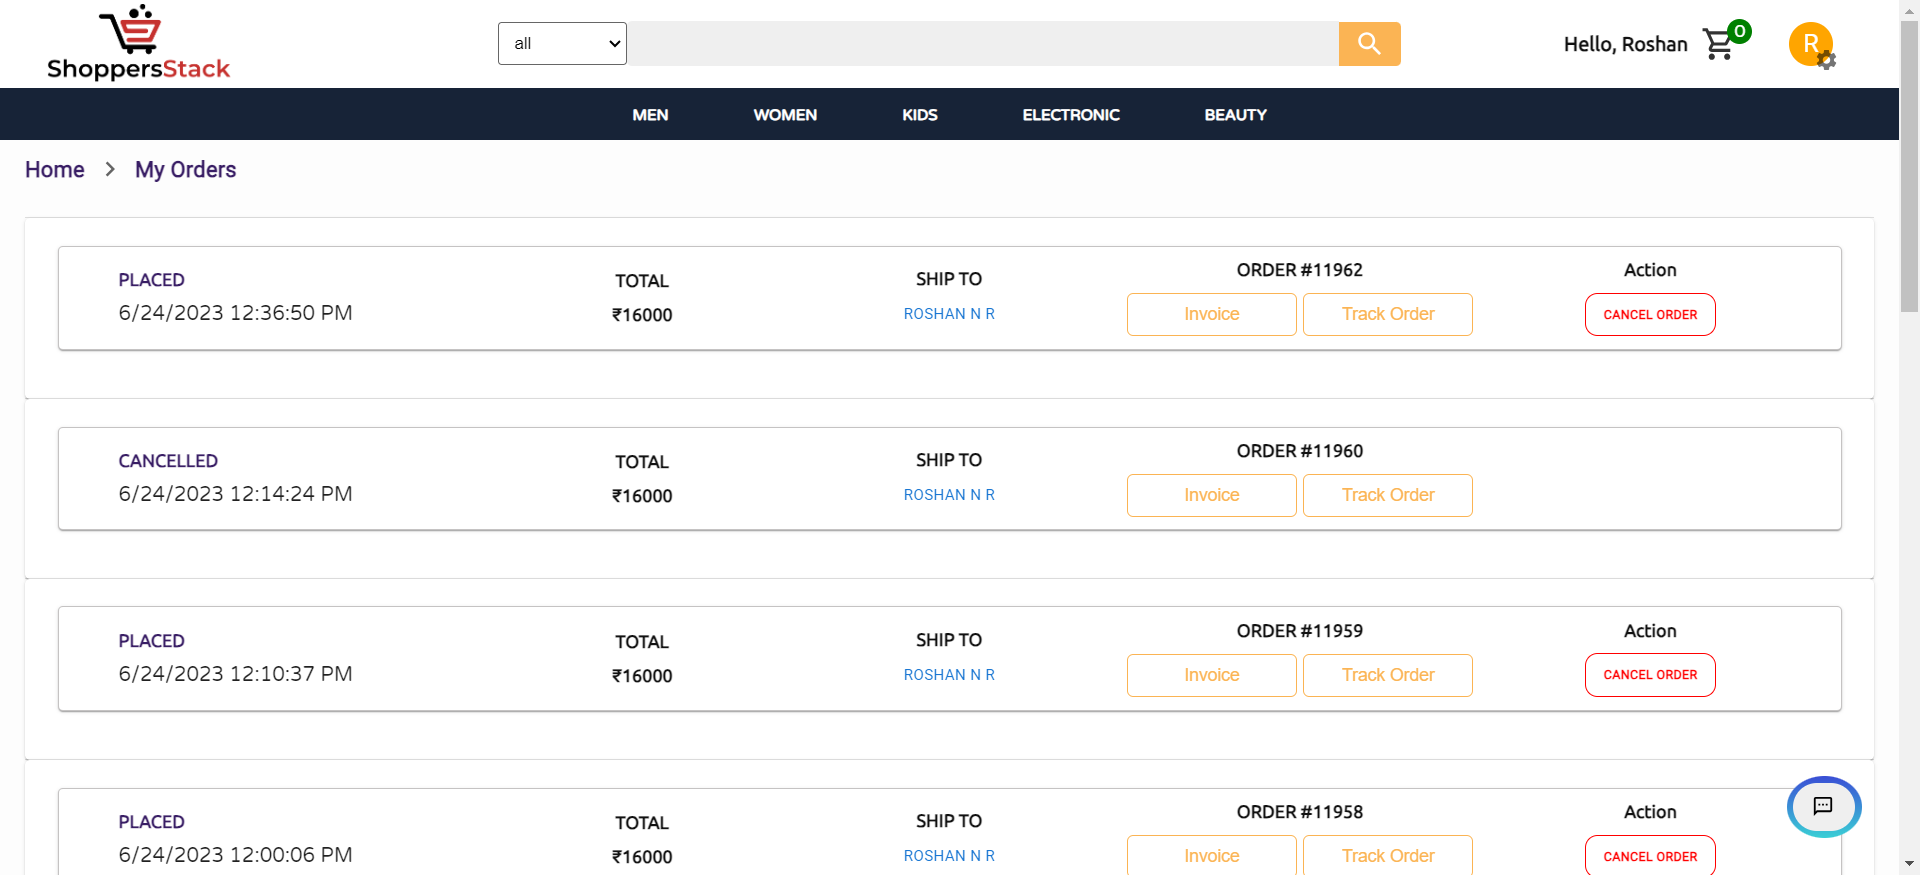 ShoppersStack
all
Hello, Roshan
0
R
MEN WOMEN KIDS ELECTRONIC BEAUTY
Home > My Orders
PLACED TOTAL SHIP TO ORDER #11962 Action
6/24/2023 12:36:50 PM ₹16000 ROSHAN N R Invoice Track Order CANCEL ORDER
CANCELLED TOTAL SHIP TO ORDER #11960
6/24/2023 12:14:24 PM ₹16000 ROSHAN N R Invoice Track Order
PLACED TOTAL SHIP TO ORDER #11959 Action
6/24/2023 12:10:37 PM ₹16000 ROSHAN N R Invoice Track Order CANCEL ORDER
PLACED TOTAL SHIP TO ORDER #11958 Action
6/24/2023 12:00:06 PM ₹16000 ROSHAN N R Invoice Track Order CANCEL ORDER